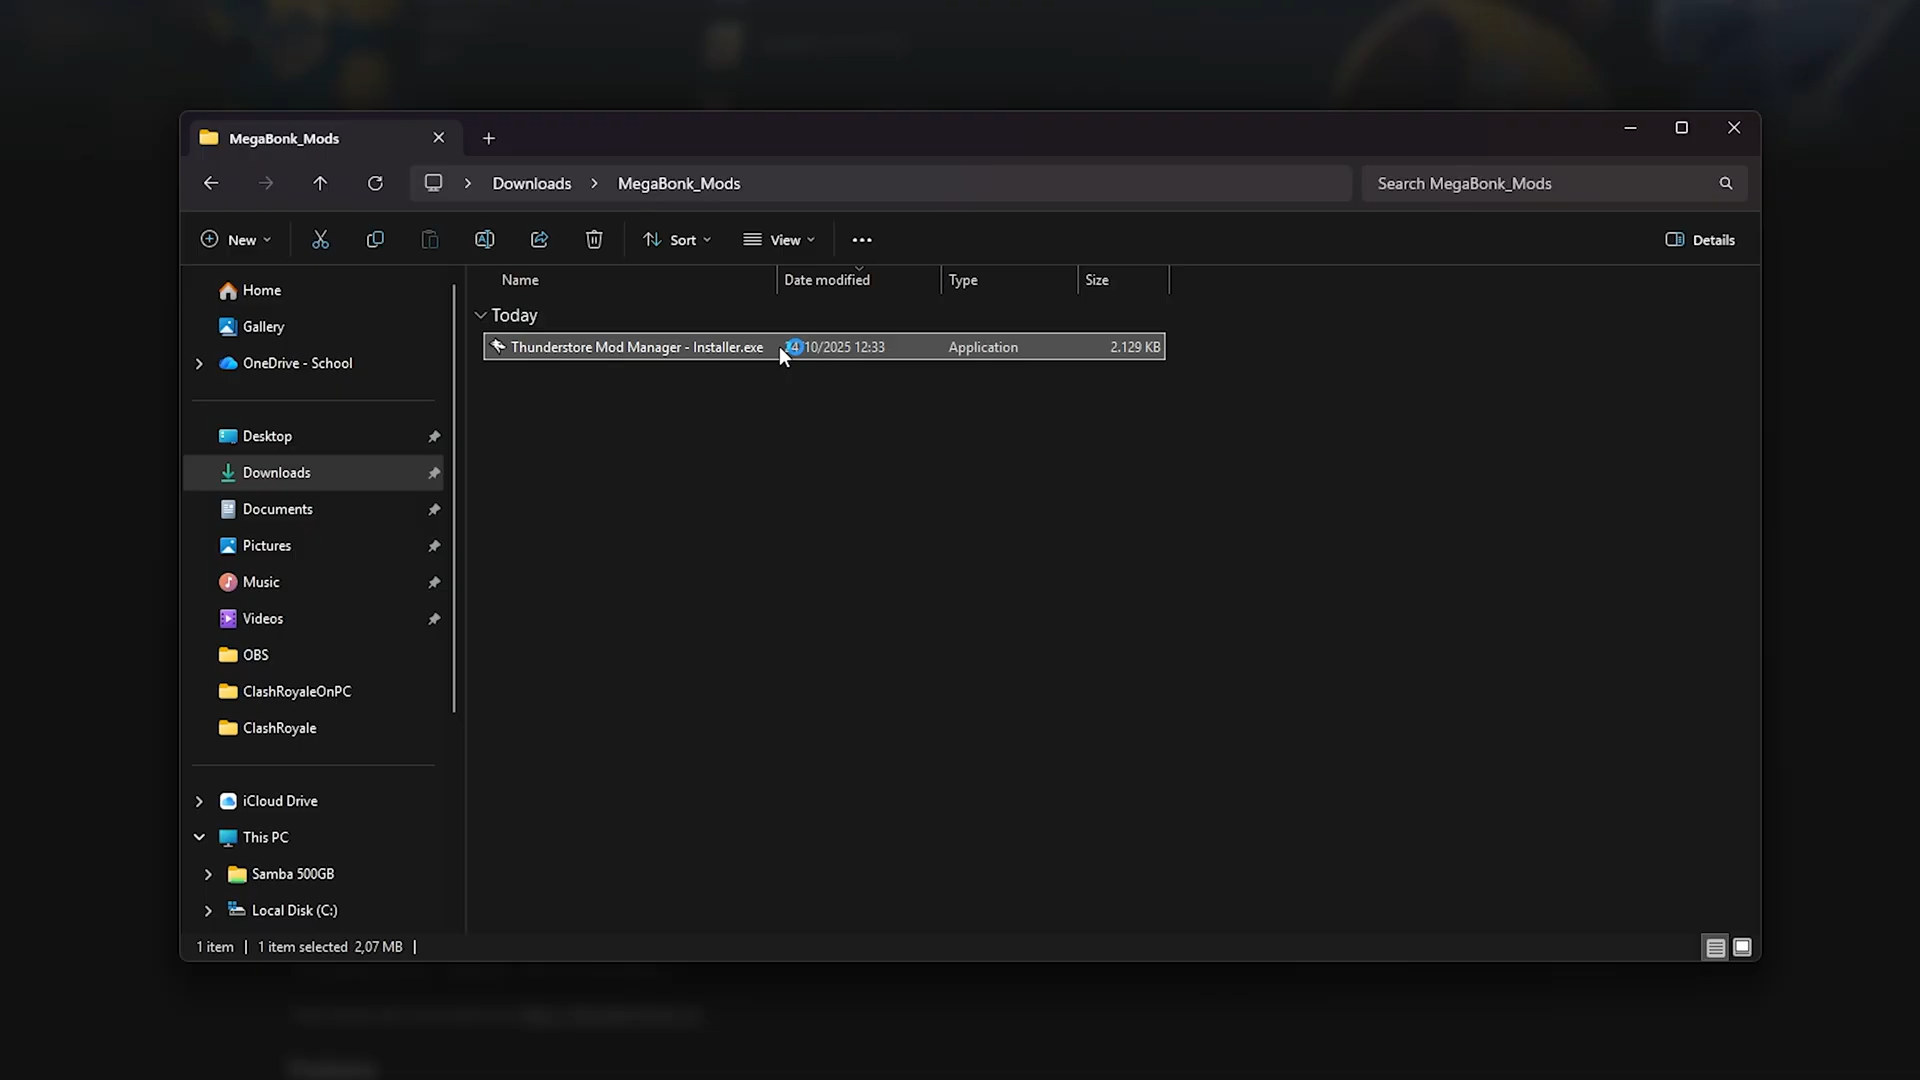 MegaBonk_Mods
Downloads
MegaBonk_Mods
Search MegaBonk_Mods
New
Sort
View
Details
Name
Date modified
Type
Size
Today
Thunderstore Mod Manager - Installer.exe
10/2025 12:33
Application
2.129 KB
Home
Gallery
OneDrive - School
Desktop
Downloads
Documents
Pictures
Music
Videos
OBS
ClashRoyaleOnPC
ClashRoyale
iCloud Drive
This PC
Samba 500GB
Local Disk (C:)
1 item
1 item selected 2,07 MB